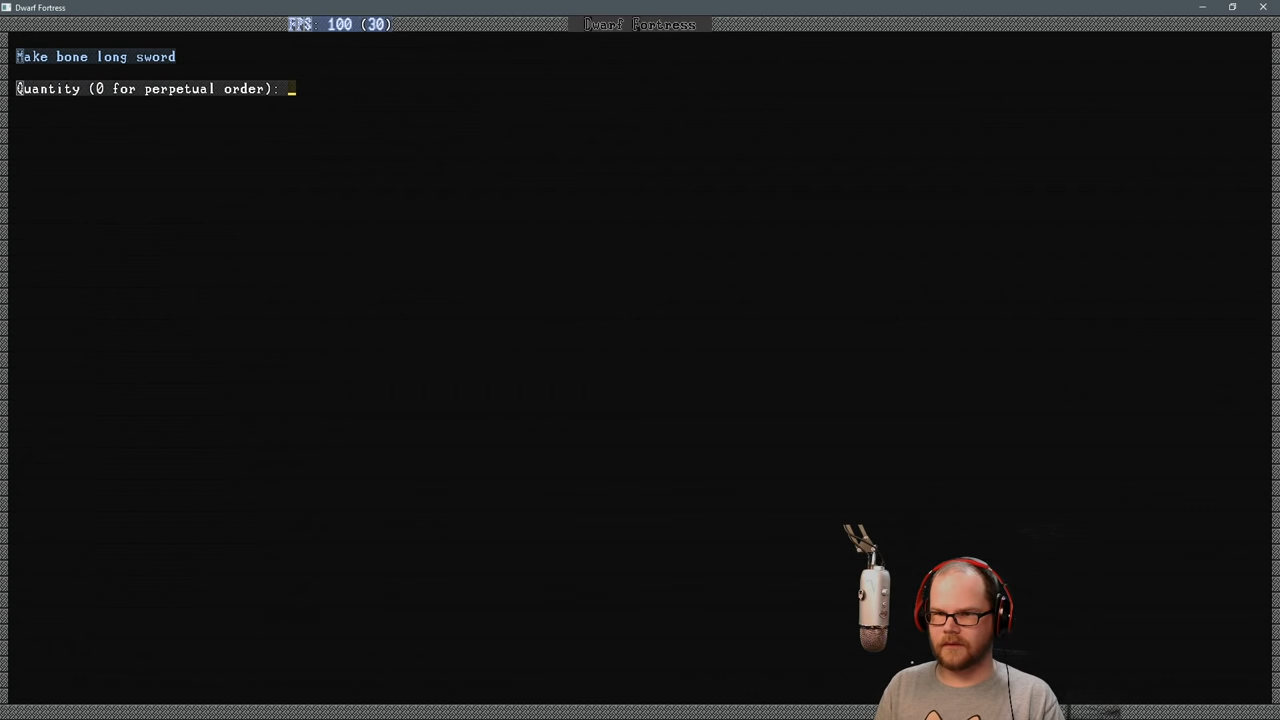 Dwarf Fortress
FPS: 100 (30) Dwarf Fortress
Make bone long sword
Quantity (0 for perpetual order): _